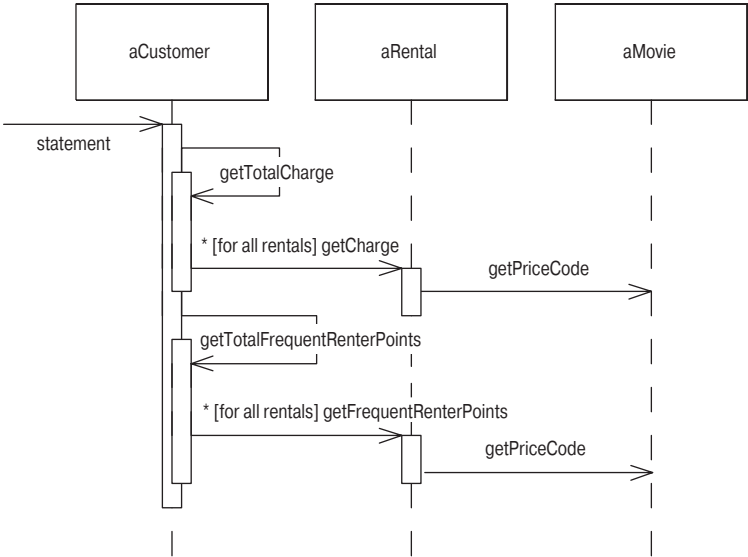 aCustomer
aRental
aMovie
statement
getTotalCharge
* [for all rentals] getCharge
getPriceCode
getTotalFrequentRenterPoints
* [for all rentals] getFrequentRenterPoints
getPriceCode